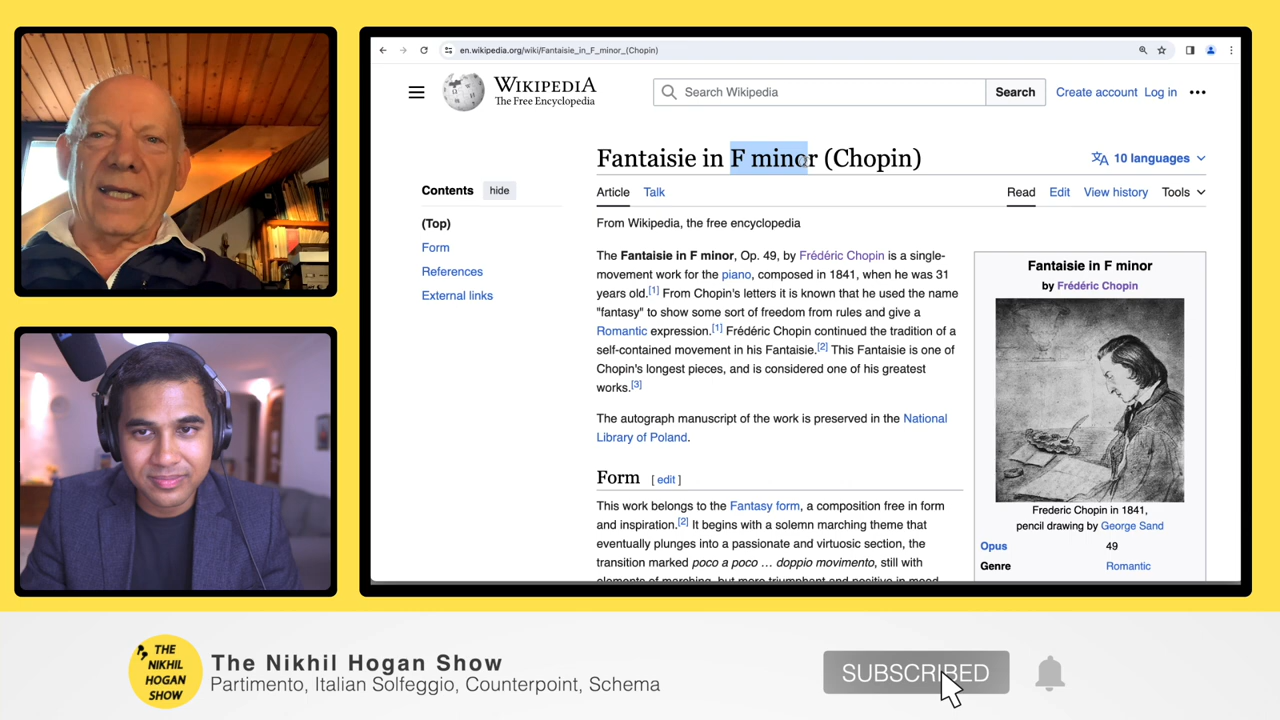 en.wikipedia.org/wiki/Fantaisie_in_F_minor_(Chopin)
WIKIPEDIA
The Free Encyclopedia
Search Wikipedia
Search
Create account Log in
Fantaisie in F minor (Chopin)
10 languages
Contents hide
(Top)
Form
References
External links
Article Talk
Read Edit View history Tools
From Wikipedia, the free encyclopedia
The Fantaisie in F minor, Op. 49, by Frédéric Chopin is a single-
movement work for the piano, composed in 1841, when he was 31
years old.[1] From Chopin's letters it is known that he used the name
"fantasy" to show some sort of freedom from rules and give a
Romantic expression.[1] Frédéric Chopin continued the tradition of a
self-contained movement in his Fantaisie.[2] This Fantaisie is one of
Chopin's longest pieces, and is considered one of his greatest
works.[3]
The autograph manuscript of the work is preserved in the National
Library of Poland.
Form [ edit ]
This work belongs to the Fantasy form, a composition free in form
and inspiration.[2] It begins with a solemn marching theme that
eventually plunges into a passionate and virtuosic section, the
transition marked poco a poco … doppio movimento, still with
elements of marching, but more triumphant and positive in mood
Fantaisie in F minor
by Frédéric Chopin
Frederic Chopin in 1841,
pencil drawing by George Sand
Opus 49
Genre Romantic
THE
NIKHIL
HOGAN
SHOW
The Nikhil Hogan Show
Partimento, Italian Solfeggio, Counterpoint, Schema
SUBSCRIBED